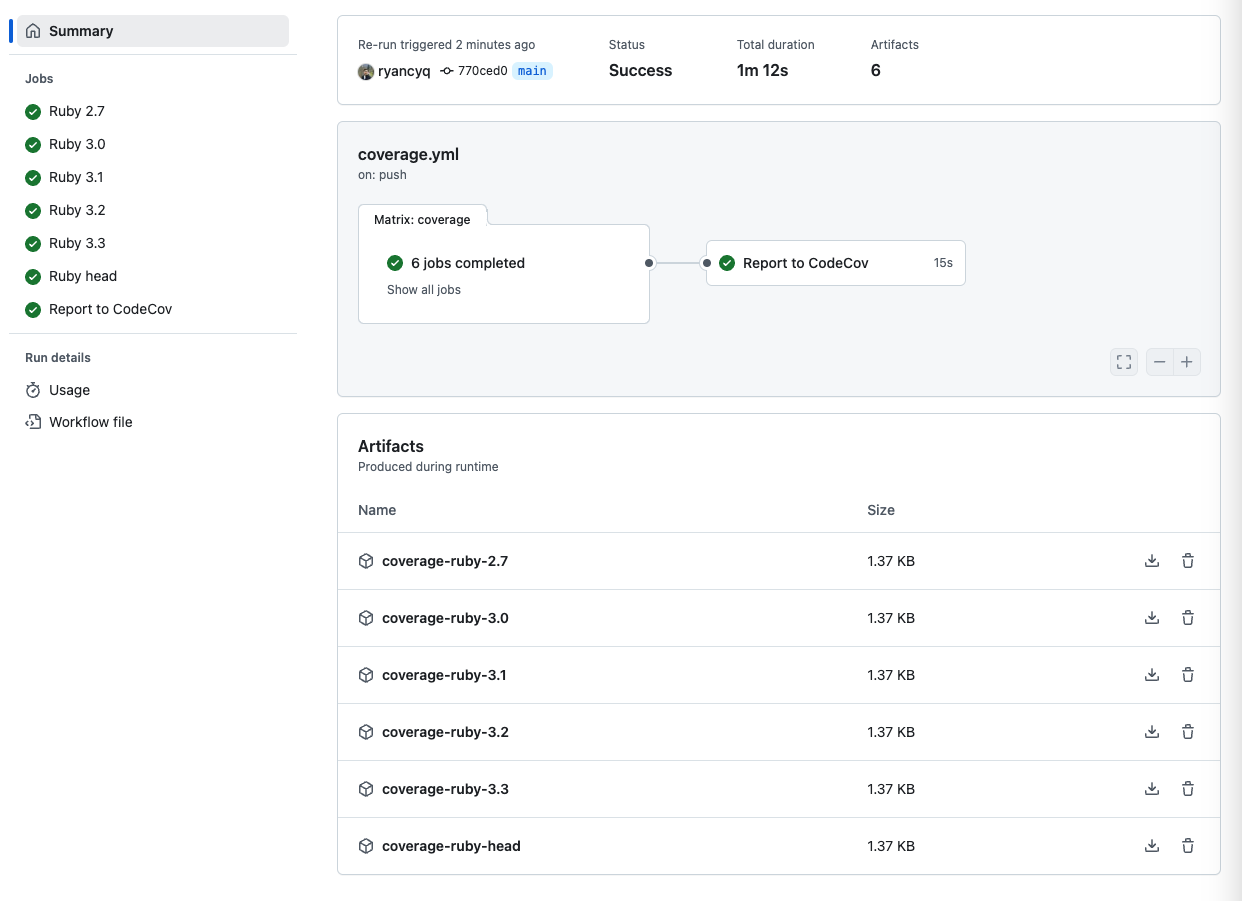 Summary
Jobs
Ruby 2.7
Ruby 3.0
Ruby 3.1
Ruby 3.2
Ruby 3.3
Ruby head
Report to CodeCov
Run details
Usage
Workflow file
Re-run triggered 2 minutes ago
ryancyq 770ced0 main
Status
Success
Total duration
1m 12s
Artifacts
6
coverage.yml
on: push
Matrix: coverage
6 jobs completed
Show all jobs
Report to CodeCov 15s
Artifacts
Produced during runtime
Name Size
coverage-ruby-2.7 1.37 KB
coverage-ruby-3.0 1.37 KB
coverage-ruby-3.1 1.37 KB
coverage-ruby-3.2 1.37 KB
coverage-ruby-3.3 1.37 KB
coverage-ruby-head 1.37 KB